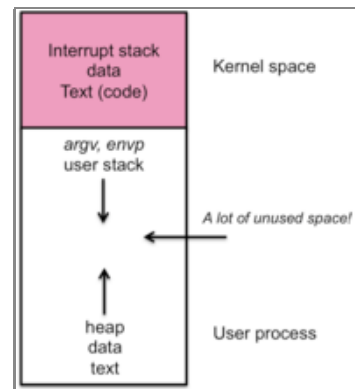 Interrupt stack
data
Text (code)
Kernel space
argv, envp
user stack
A lot of unused space!
heap
data
text
User process